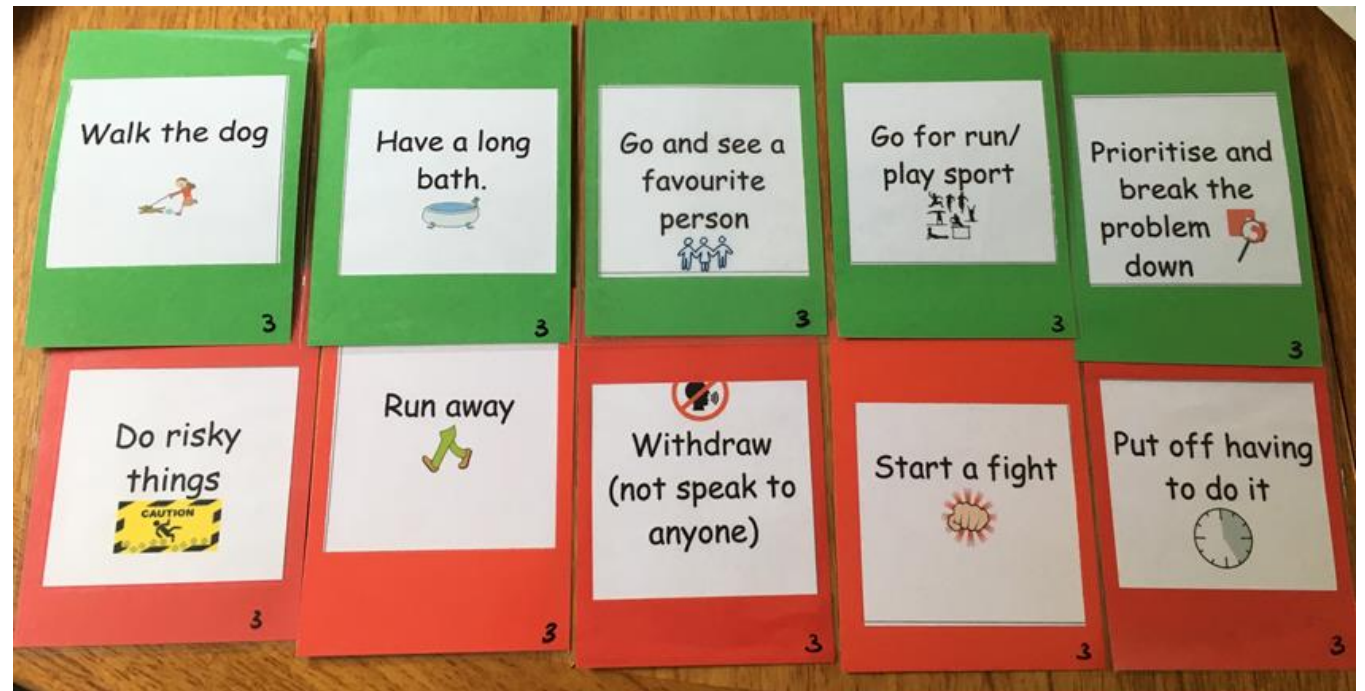 Walk the dog
3
Have a long
bath.
3
Go and see a
favourite
person
3
Go for run/
play sport
3
Prioritise and
break the
problem
down
3
Do risky
things
CAUTION
3
Run away
3
Withdraw
(not speak to
anyone)
3
Start a fight
3
Put off having
to do it
3